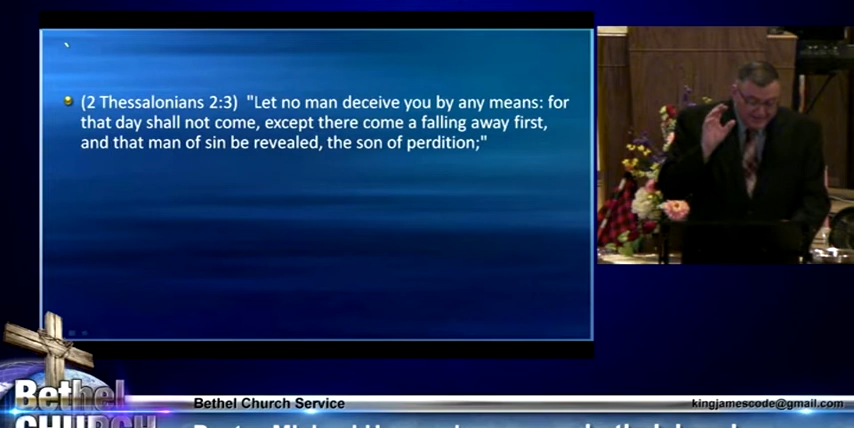 (2 Thessalonians 2:3) "Let no man deceive you by any means: for
that day shall not come, except there come a falling away first,
and that man of sin be revealed, the son of perdition;"
Bethel
CHURCH
Bethel Church Service
kingjamescode@gmail.com